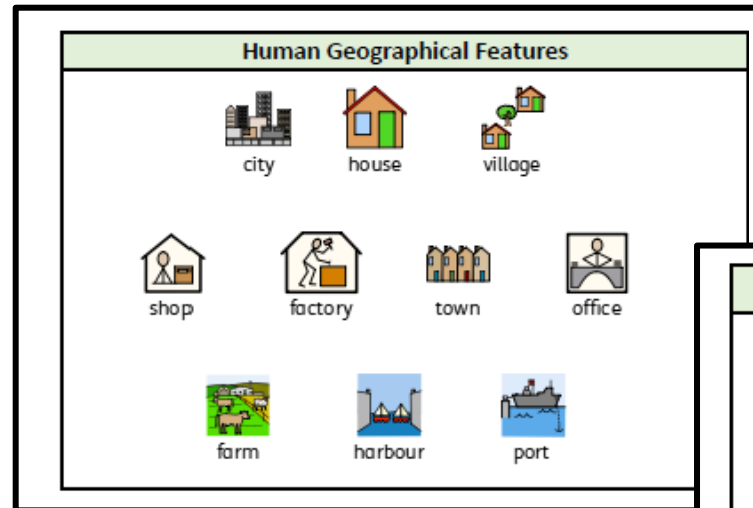 Human Geographical Features
city house village
shop factory town office
farm harbour port